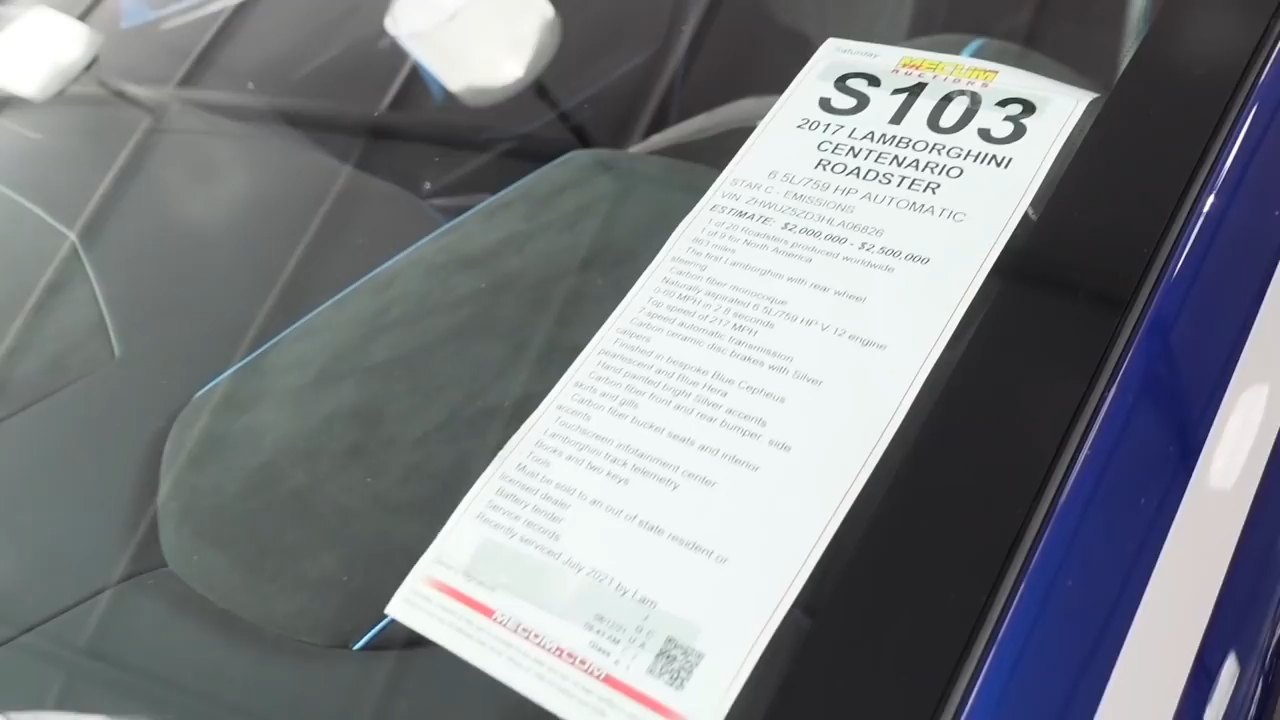 Saturday
MECUM
AUCTIONS
S103
2017 LAMBORGHINI
CENTENARIO
ROADSTER
6.5L/759 HP AUTOMATIC
STAR C - EMISSIONS
VIN: ZHWUZ5ZD3HLA06826
ESTIMATE: $2,000,000 - $2,500,000
1 of 20 Roadsters produced worldwide
1 of 9 for North America
863 miles
The first Lamborghini with rear wheel
steering
Carbon fiber monocoque
Naturally aspirated 6.5L/759 HP V-12 engine
0-60 MPH in 2.8 seconds
Top speed of 217 MPH
7-speed automatic transmission
Carbon ceramic disc brakes with Silver
calipers
Finished in bespoke Blue Cepheus
pearlescent and Blue Hera
Hand painted bright Silver accents
Carbon fiber front and rear bumper, side
skirts and gills
Carbon fiber bucket seats and interior
accents
Touchscreen infotainment center
Lamborghini track telemetry
Books and two keys
Tools
Must be sold to an out of state resident or
licensed dealer
Battery tender
Service records
Recently serviced July 2021 by Lam
MECUM.COM